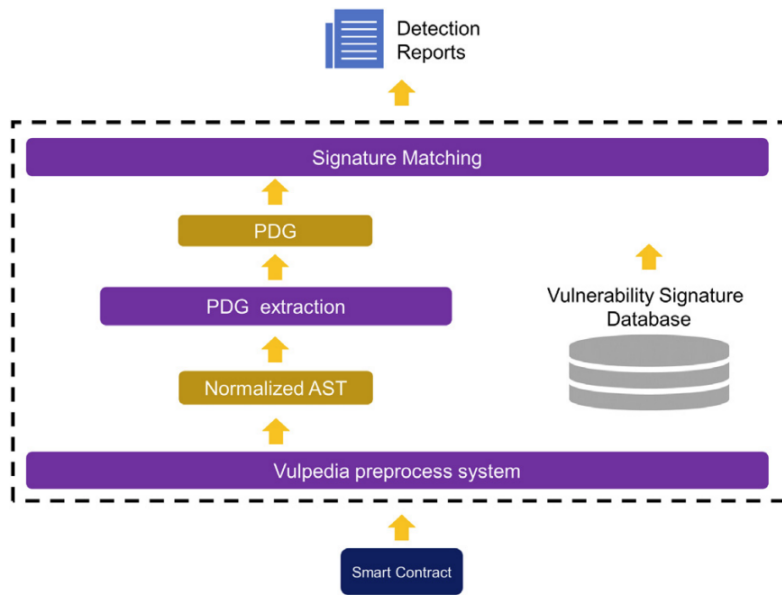 Detection
Reports
Signature Matching
PDG
PDG extraction
Vulnerability Signature
Database
Normalized AST
Vulpedia preprocess system
Smart Contract